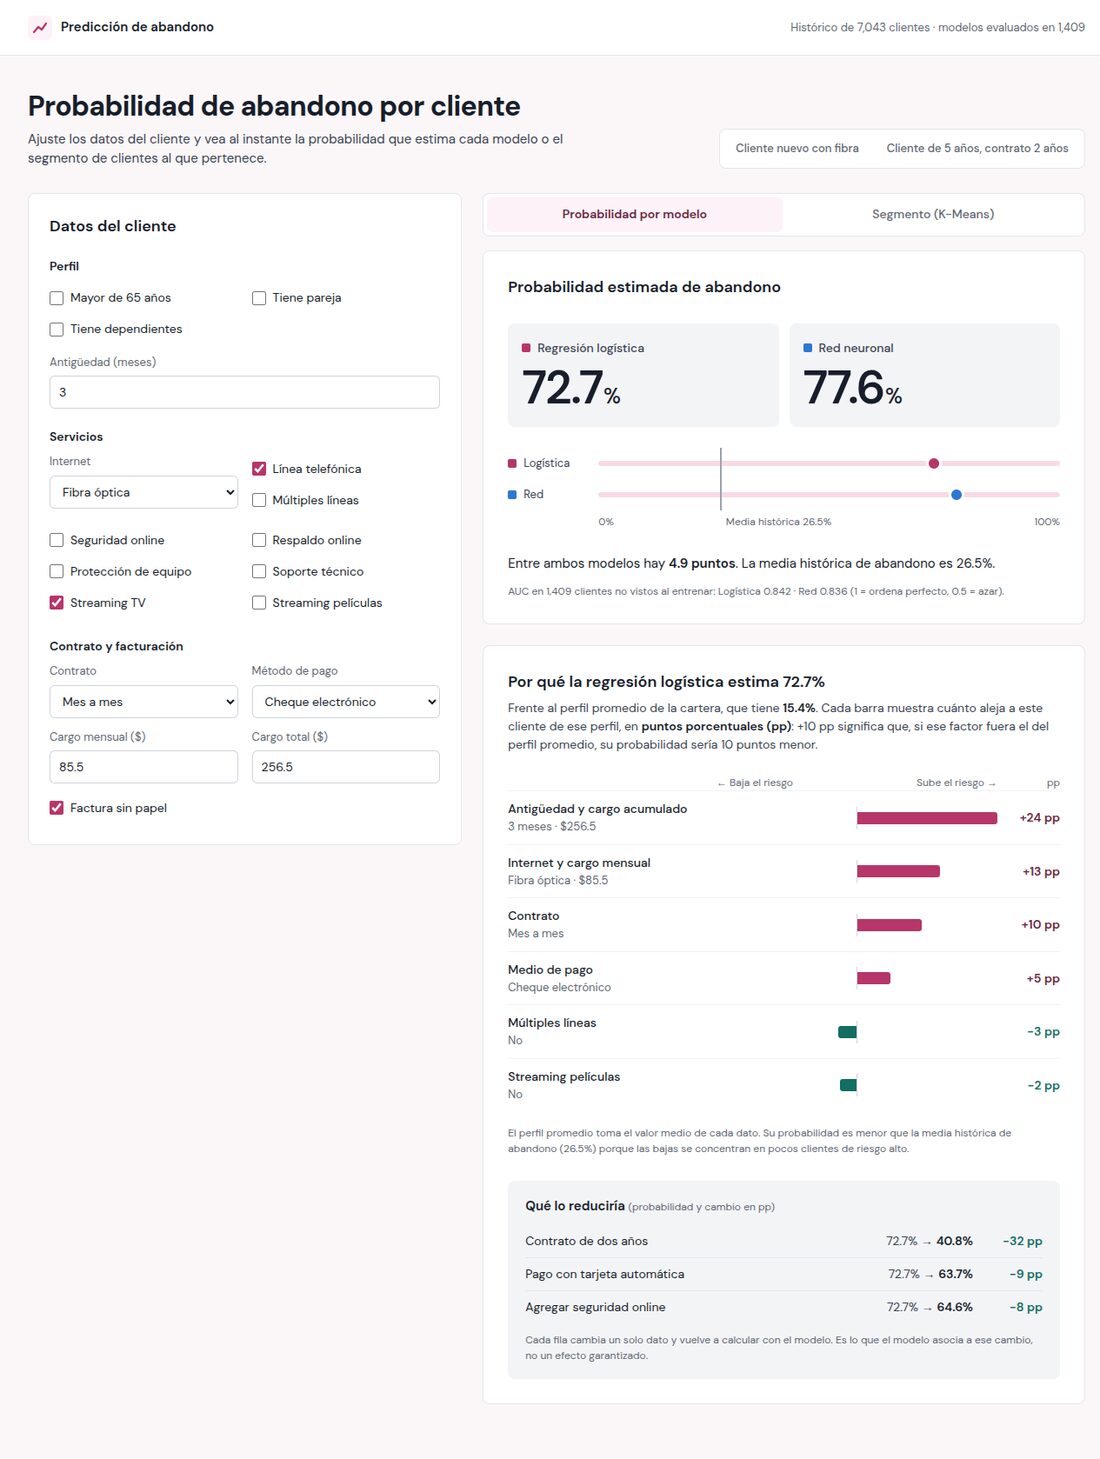 Predicción de abandono
Histórico de 7,043 clientes · modelos evaluados en 1,409
Probabilidad de abandono por cliente
Ajuste los datos del cliente y vea al instante la probabilidad que estima cada modelo o el
segmento de clientes al que pertenece.
Cliente nuevo con fibra
Cliente de 5 años, contrato 2 años
Datos del cliente
Perfil
Mayor de 65 años
Tiene pareja
Tiene dependientes
Antigüedad (meses)
3
Servicios
Internet
Fibra óptica
Línea telefónica
Múltiples líneas
Seguridad online
Respaldo online
Protección de equipo
Soporte técnico
Streaming TV
Streaming películas
Contrato y facturación
Contrato
Método de pago
Mes a mes
Cheque electrónico
Cargo mensual ($)
Cargo total ($)
85.5
256.5
Factura sin papel
Probabilidad por modelo
Segmento (K-Means)
Probabilidad estimada de abandono
Regresión logística
72.7%
Red neuronal
77.6%
Logística
Red
0%
Media histórica 26.5%
100%
Entre ambos modelos hay 4.9 puntos. La media histórica de abandono es 26.5%.
AUC en 1,409 clientes no vistos al entrenar: Logística 0.842 · Red 0.836 (1 = ordena perfecto, 0.5 = azar).
Por qué la regresión logística estima 72.7%
Frente al perfil promedio de la cartera, que tiene 15.4%. Cada barra muestra cuánto aleja a este
cliente de ese perfil, en puntos porcentuales (pp): +10 pp significa que, si ese factor fuera el del
perfil promedio, su probabilidad sería 10 puntos menor.
← Baja el riesgo
Sube el riesgo →
pp
Antigüedad y cargo acumulado
3 meses · $256.5
+24 pp
Internet y cargo mensual
Fibra óptica · $85.5
+13 pp
Contrato
Mes a mes
+10 pp
Medio de pago
Cheque electrónico
+5 pp
Múltiples líneas
No
−3 pp
Streaming películas
No
−2 pp
El perfil promedio toma el valor medio de cada dato. Su probabilidad es menor que la media histórica de
abandono (26.5%) porque las bajas se concentran en pocos clientes de riesgo alto.
Qué lo reduciría (probabilidad y cambio en pp)
Contrato de dos años
72.7% → 40.8%
−32 pp
Pago con tarjeta automática
72.7% → 63.7%
−9 pp
Agregar seguridad online
72.7% → 64.6%
−8 pp
Cada fila cambia un solo dato y vuelve a calcular con el modelo. Es lo que el modelo asocia a ese cambio,
no un efecto garantizado.